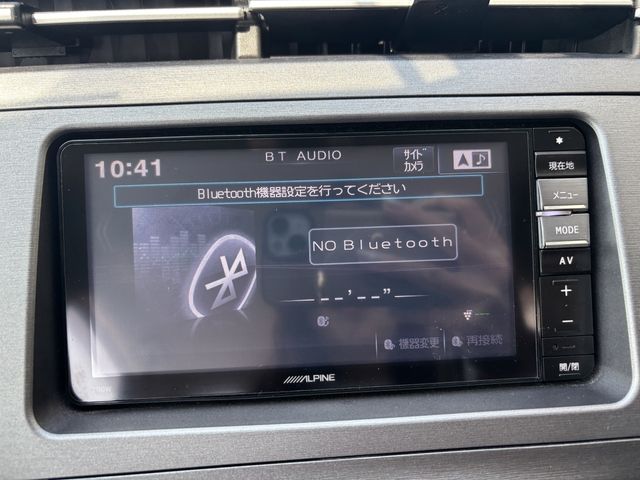 10:41
BT AUDIO
ｻｲﾄﾞ
ｶﾒﾗ
Bluetooth機器設定を行ってください
NO Bluetooth
--'--"
機器変更
再接続
ALPINE
現在地
メニュー
MODE
AV
+
-
開/閉